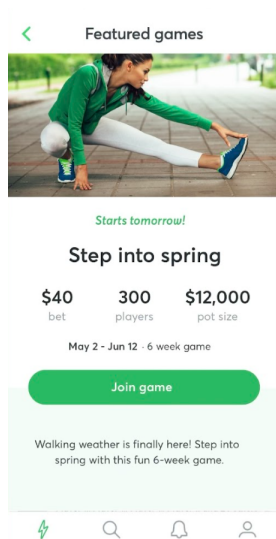 Featured games
Starts tomorrow!
Step into spring
$40 300 $12,000
bet players pot size
May 2 - Jun 12 · 6 week game
Join game
Walking weather is finally here! Step into
spring with this fun 6-week game.